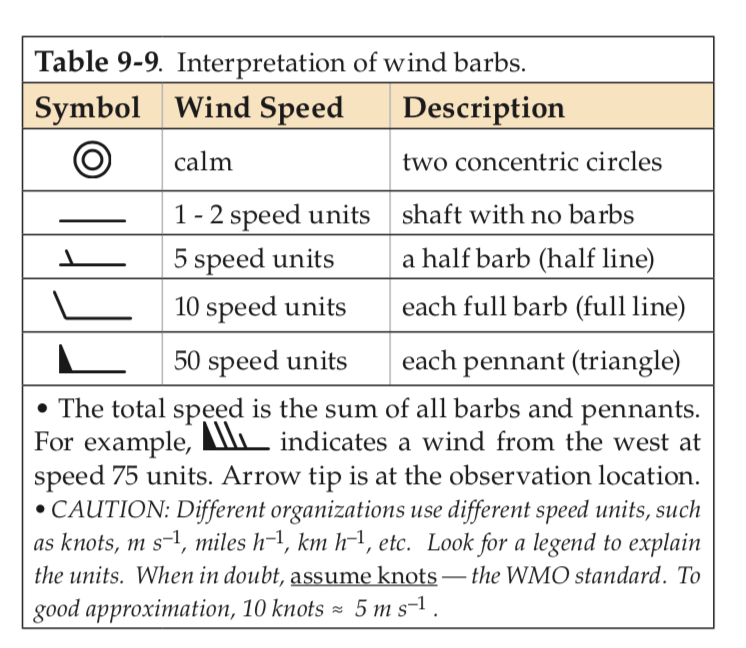 Table 9-9. Interpretation of wind barbs.
Symbol Wind Speed Description
calm two concentric circles
1 - 2 speed units shaft with no barbs
5 speed units a half barb (half line)
10 speed units each full barb (full line)
50 speed units each pennant (triangle)
• The total speed is the sum of all barbs and pennants.
For example, indicates a wind from the west at
speed 75 units. Arrow tip is at the observation location.
• CAUTION: Different organizations use different speed units, such
as knots, m s⁻¹, miles h⁻¹, km h⁻¹, etc. Look for a legend to explain
the units. When in doubt, assume knots — the WMO standard. To
good approximation, 10 knots ≈ 5 m s⁻¹ .